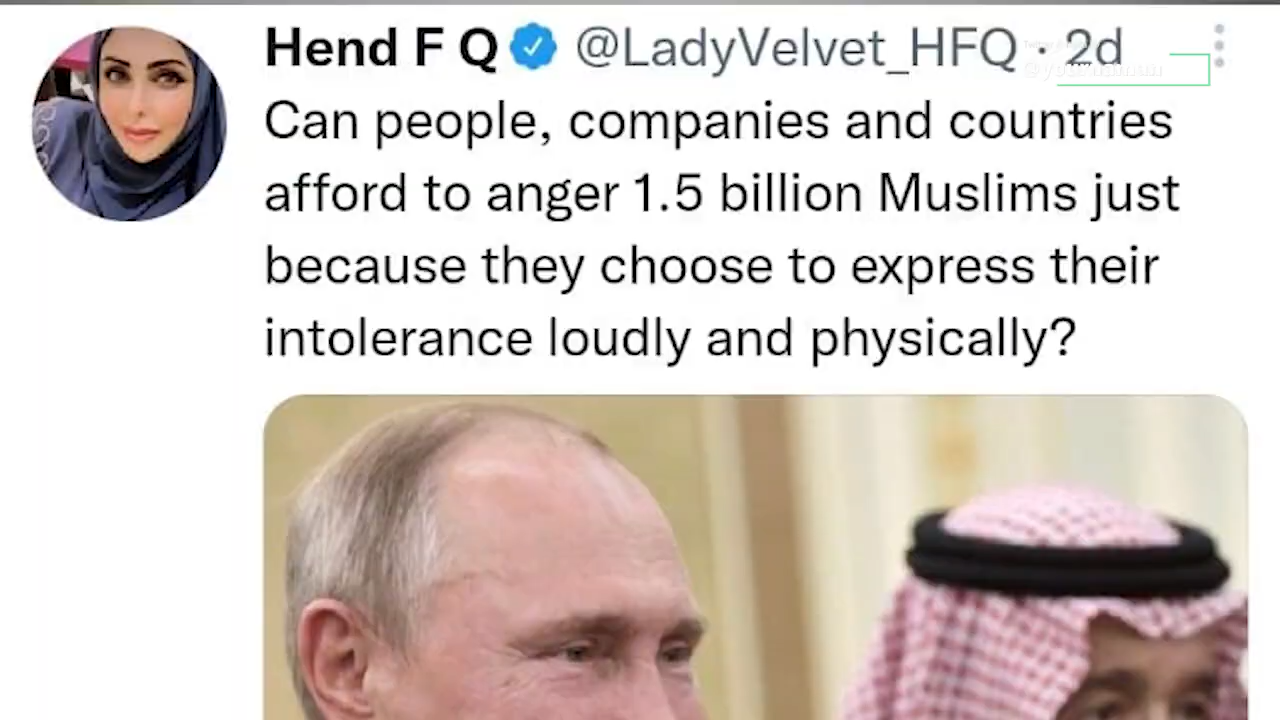 Hend F Q @LadyVelvet_HFQ · 2d
Can people, companies and countries
afford to anger 1.5 billion Muslims just
because they choose to express their
intolerance loudly and physically?